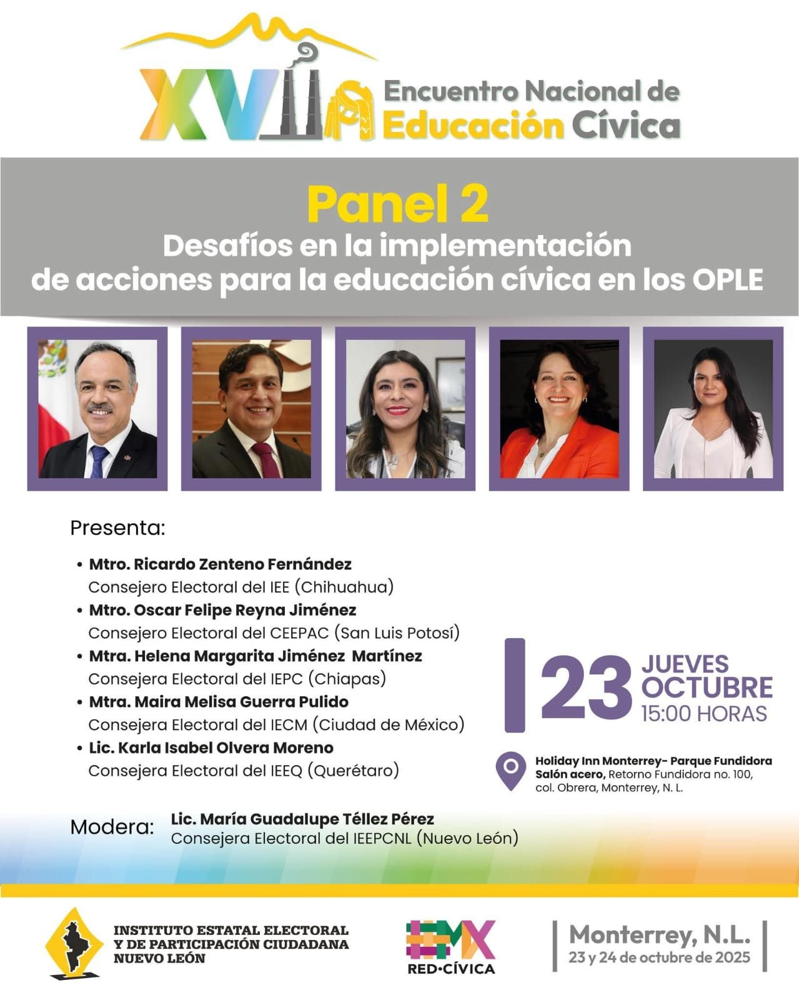 XVII
Encuentro Nacional de
Educación Cívica
Panel 2
Desafíos en la implementación
de acciones para la educación cívica en los OPLE
Presenta:
• Mtro. Ricardo Zenteno Fernández
Consejero Electoral del IEE (Chihuahua)
• Mtro. Oscar Felipe Reyna Jiménez
Consejero Electoral del CEEPAC (San Luis Potosí)
• Mtra. Helena Margarita Jiménez Martínez
Consejera Electoral del IEPC (Chiapas)
• Mtra. Maira Melisa Guerra Pulido
Consejera Electoral del IECM (Ciudad de México)
• Lic. Karla Isabel Olvera Moreno
Consejera Electoral del IEEQ (Querétaro)
23
JUEVES
OCTUBRE
15:00 HORAS
Holiday Inn Monterrey- Parque Fundidora
Salón acero, Retorno Fundidora no. 100,
col. Obrera, Monterrey, N. L.
Modera:
Lic. María Guadalupe Téllez Pérez
Consejera Electoral del IEEPCNL (Nuevo León)
INSTITUTO ESTATAL ELECTORAL
Y DE PARTICIPACIÓN CIUDADANA
NUEVO LEÓN
EMX
RED•CÍVICA
Monterrey, N.L.
23 y 24 de octubre de 2025